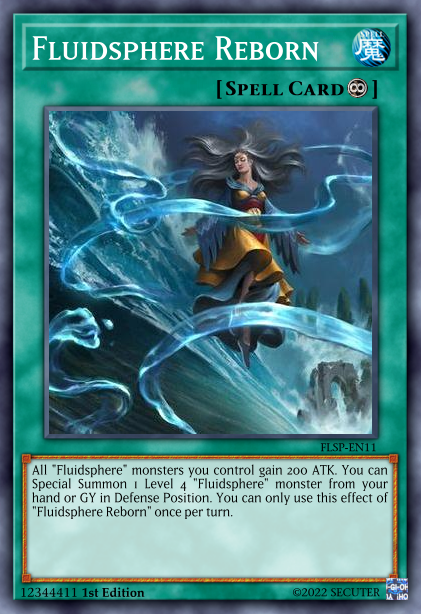 Fluidsphere Reborn
魔
[Spell Card]
FLSP-EN11
All "Fluidsphere" monsters you control gain 200 ATK. You can
Special Summon 1 Level 4 "Fluidsphere" monster from your
hand or GY in Defense Position. You can only use this effect of
"Fluidsphere Reborn" once per turn.
12344411 1st Edition ©2022 SECUTER